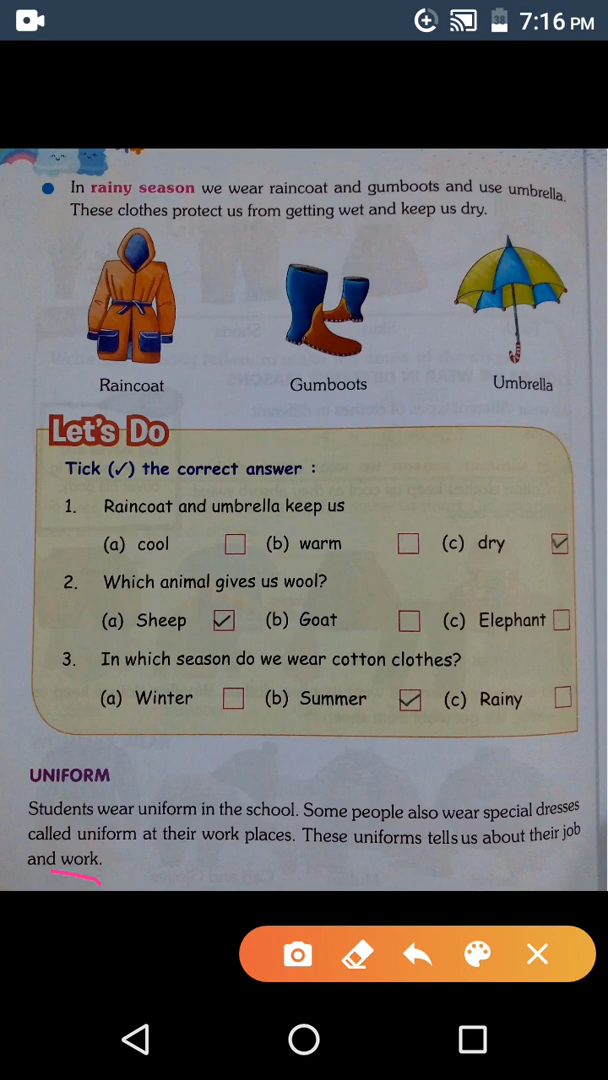 38 7:16 PM
In rainy season we wear raincoat and gumboots and use umbrella.
These clothes protect us from getting wet and keep us dry.
Raincoat Gumboots Umbrella
Let's Do
Tick (✓) the correct answer :
1. Raincoat and umbrella keep us
(a) cool (b) warm (c) dry
2. Which animal gives us wool?
(a) Sheep (b) Goat (c) Elephant
3. In which season do we wear cotton clothes?
(a) Winter (b) Summer (c) Rainy
UNIFORM
Students wear uniform in the school. Some people also wear special dresses
called uniform at their work places. These uniforms tells us about their job
and work.